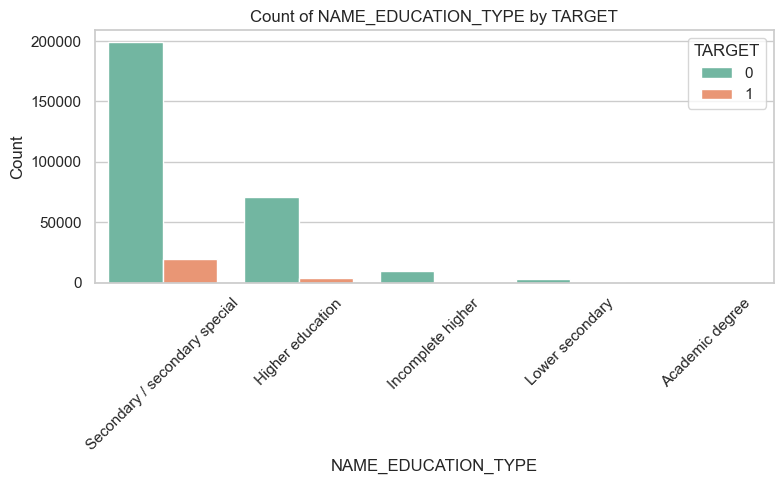 Count of NAME_EDUCATION_TYPE by TARGET
TARGET
0
1
Count
200000
150000
100000
50000
0
Secondary / secondary special
Higher education
Incomplete higher
Lower secondary
Academic degree
NAME_EDUCATION_TYPE